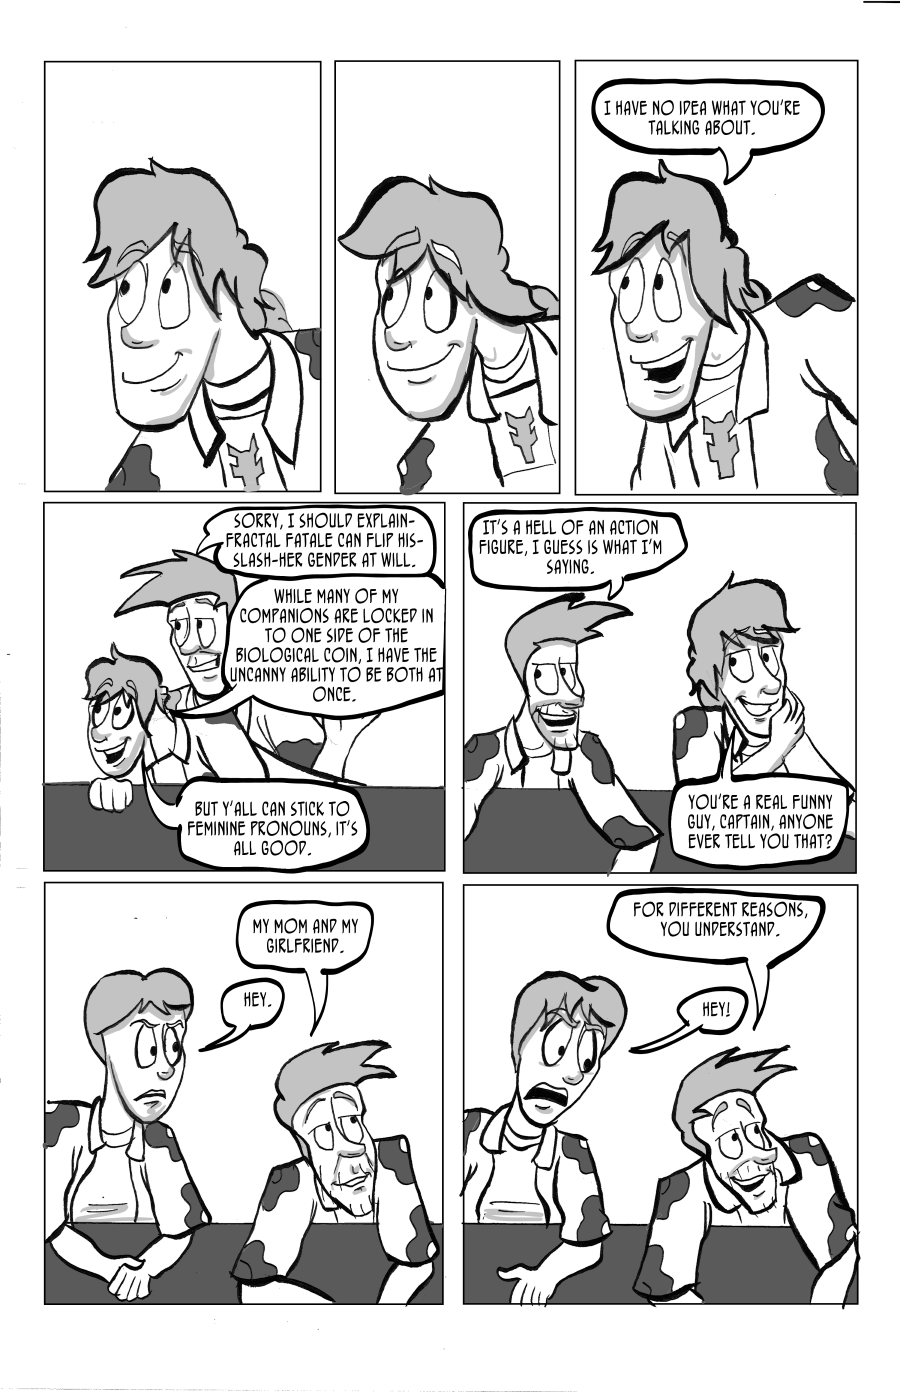 I HAVE NO IDEA WHAT YOU'RE
TALKING ABOUT.
SORRY, I SHOULD EXPLAIN-
FRACTAL FATALE CAN FLIP HIS-
SLASH-HER GENDER AT WILL.
WHILE MANY OF MY
COMPANIONS ARE LOCKED IN
TO ONE SIDE OF THE
BIOLOGICAL COIN, I HAVE THE
UNCANNY ABILITY TO BE BOTH AT
ONCE.
BUT Y'ALL CAN STICK TO
FEMININE PRONOUNS, IT'S
ALL GOOD.
IT'S A HELL OF AN ACTION
FIGURE, I GUESS IS WHAT I'M
SAYING.
YOU'RE A REAL FUNNY
GUY, CAPTAIN, ANYONE
EVER TELL YOU THAT?
MY MOM AND MY
GIRLFRIEND.
HEY.
FOR DIFFERENT REASONS,
YOU UNDERSTAND.
HEY!